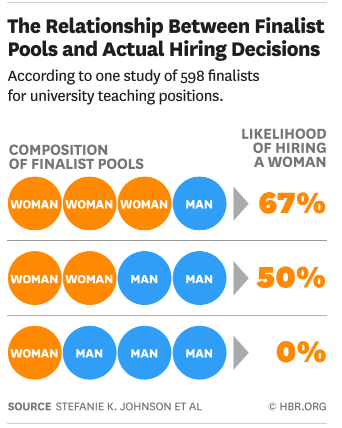 The Relationship Between Finalist
Pools and Actual Hiring Decisions
According to one study of 598 finalists
for university teaching positions.
COMPOSITION
OF FINALIST POOLS
LIKELIHOOD
OF HIRING
A WOMAN
WOMAN WOMAN WOMAN MAN 67%
WOMAN WOMAN MAN MAN 50%
WOMAN MAN MAN MAN 0%
SOURCE STEFANIE K. JOHNSON ET AL © HBR.ORG